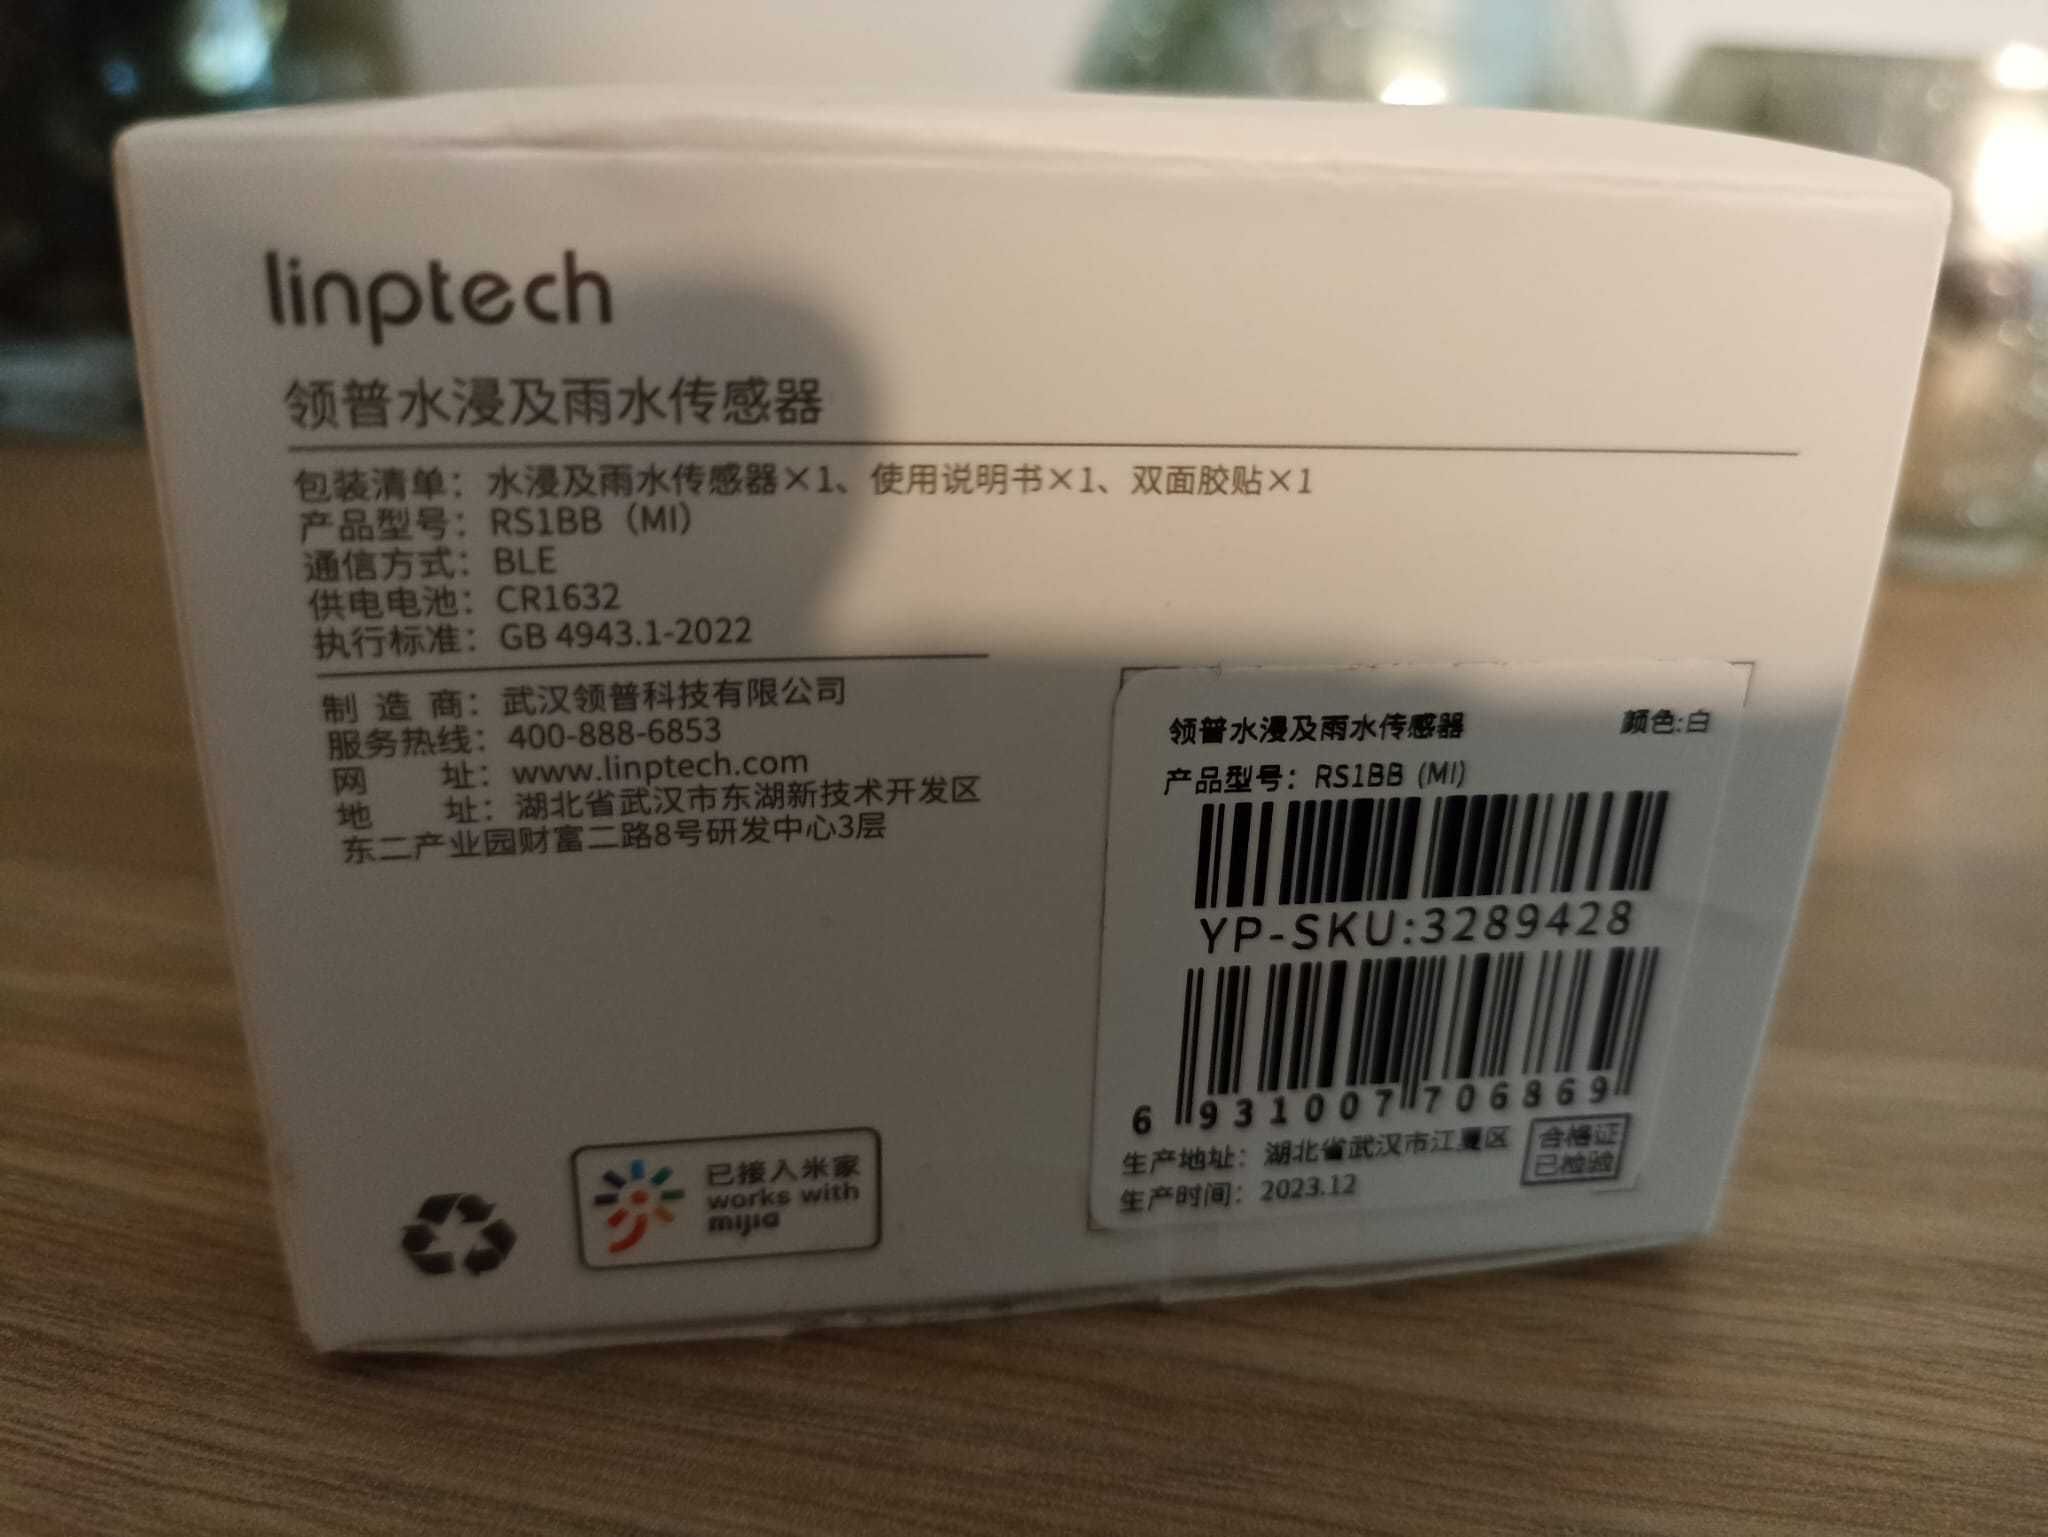 linptech
领普水浸及雨水传感器
包装清单：水浸及雨水传感器×1、使用说明书×1、双面胶贴×1
产品型号：RS1BB（MI）
通信方式：BLE
供电电池：CR1632
执行标准：GB 4943.1-2022
制 造 商：武汉领普科技有限公司
服务热线：400-888-6853
网 址：www.linptech.com
地 址：湖北省武汉市东湖新技术开发区
东二产业园财富二路8号研发中心3层
已接入米家
works with
mijia
领普水浸及雨水传感器 颜色:白
产品型号：RS1BB (MI)
YP-SKU:3289428
6 931007 706869
生产地址：湖北省武汉市江夏区
生产时间：2023.12
合格证
已检验